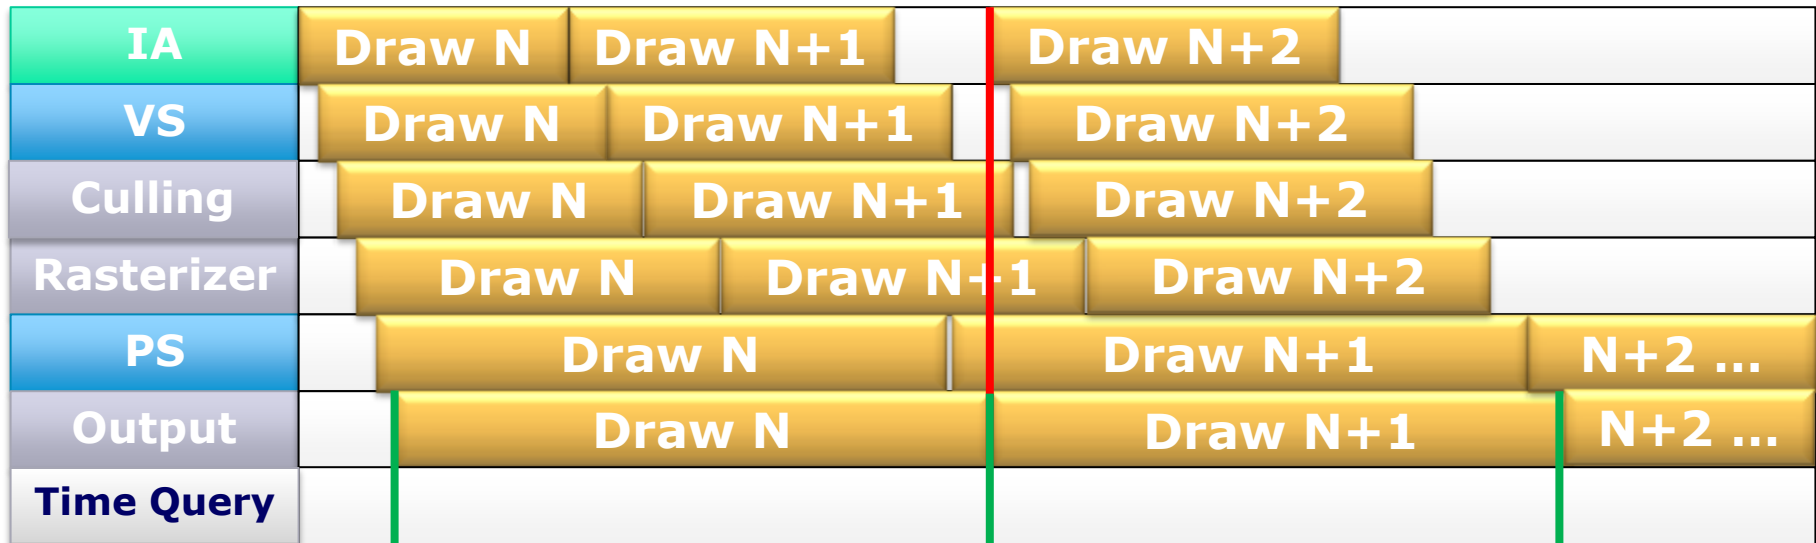 IA Draw N Draw N+1 Draw N+2
VS Draw N Draw N+1 Draw N+2
Culling Draw N Draw N+1 Draw N+2
Rasterizer Draw N Draw N+1 Draw N+2
PS Draw N Draw N+1 N+2 ...
Output Draw N Draw N+1 N+2 ...
Time Query